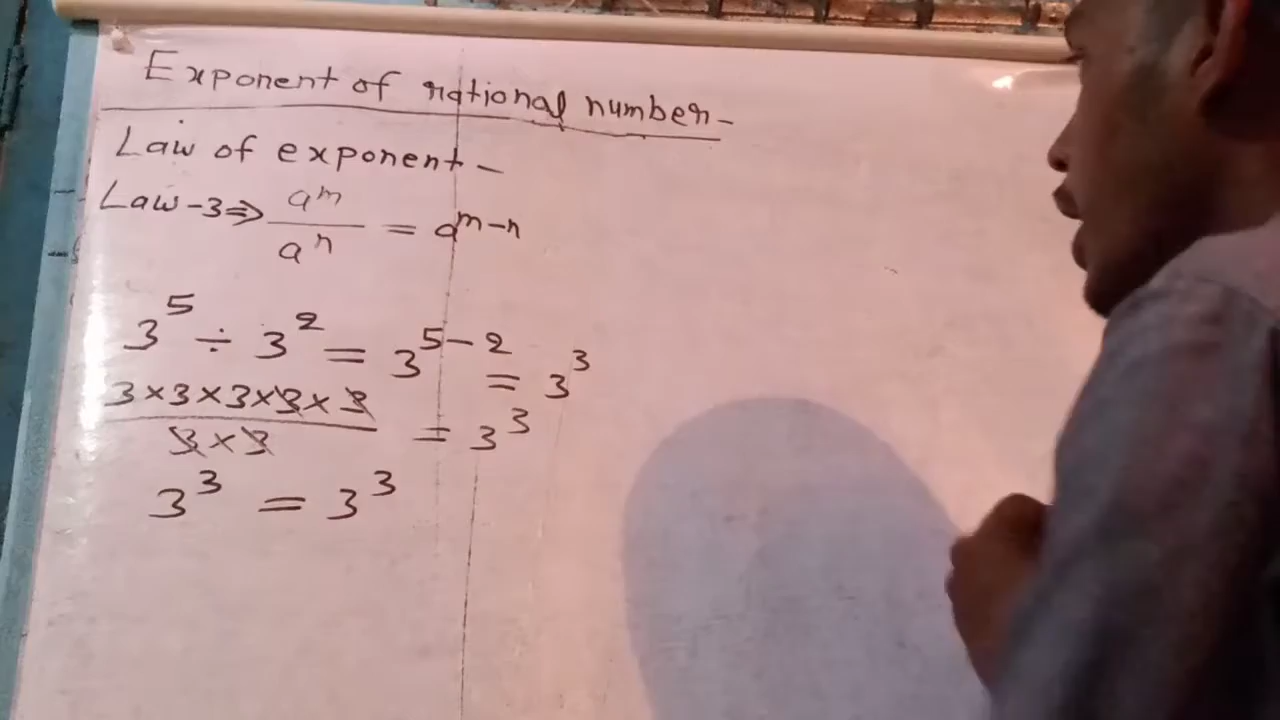 Exponent of rational number-
Law of exponent-
Law-3⇒ a^m / a^n = a^(m-n)
3^5 ÷ 3^2 = 3^(5-2) = 3^3
3×3×3×3×3 / 3×3 = 3^3
3^3 = 3^3